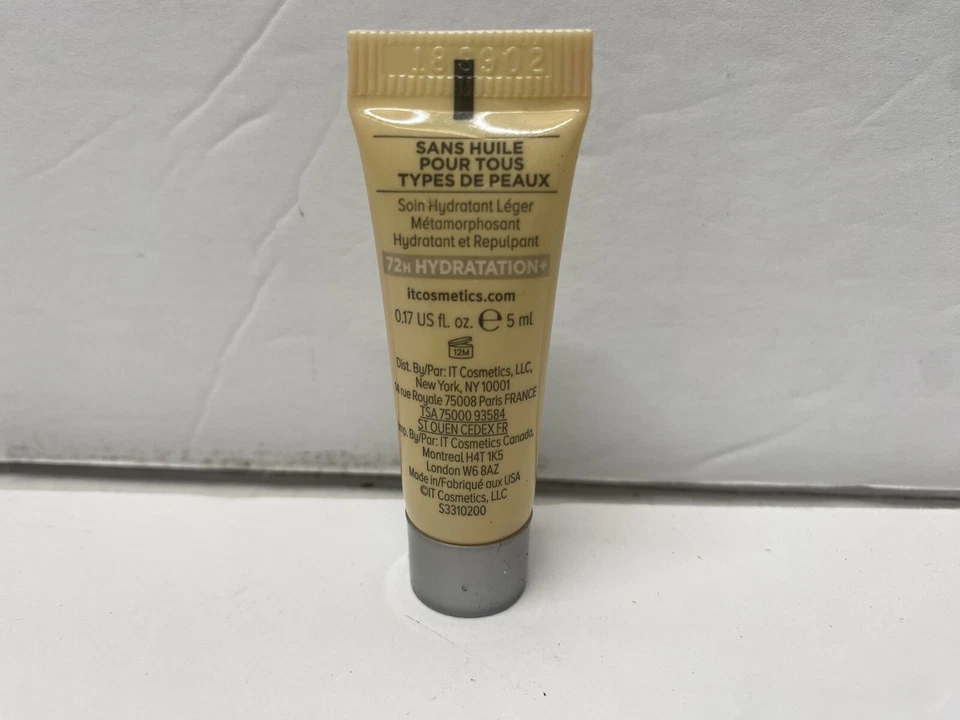 SANS HUILE
POUR TOUS
TYPES DE PEAUX
Soin Hydratant Léger
Métamorphosant
Hydratant et Repulpant
72H HYDRATATION+
itcosmetics.com
0.17 US fl. oz. ℮ 5 ml
12M
Dist. By/Par: IT Cosmetics, LLC,
New York, NY 10001
rue Royale 75008 Paris FRANCE
TSA 75000 93584
ST OUEN CEDEX FR
By/Par: IT Cosmetics Canada,
Montreal H4T 1K5
London W6 8AZ
Made in/Fabriqué aux USA
©IT Cosmetics, LLC
S3310200